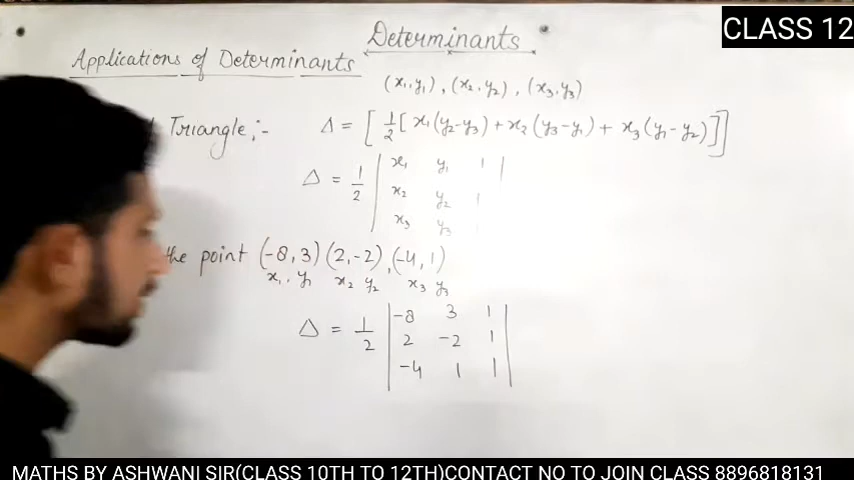 Determinants
CLASS 12
Applications of Determinants
(x₁,y₁), (x₂,y₂), (x₃,y₃)
Triangle:- Δ = [ 1/2 [ x₁(y₂-y₃) + x₂(y₃-y₁) + x₃(y₁-y₂) ] ]
Δ = 1/2 | x₁ y₁ 1 |
x₂ y₂ 1
x₃ y₃ 1
the point (-8,3) (2,-2), (-4,1)
x₁, y₁ x₂ y₂ x₃ y₃
Δ = 1/2 | -8 3 1 |
2 -2 1
-4 1 1
MATHS BY ASHWANI SIR(CLASS 10TH TO 12TH)CONTACT NO TO JOIN CLASS 8896818131